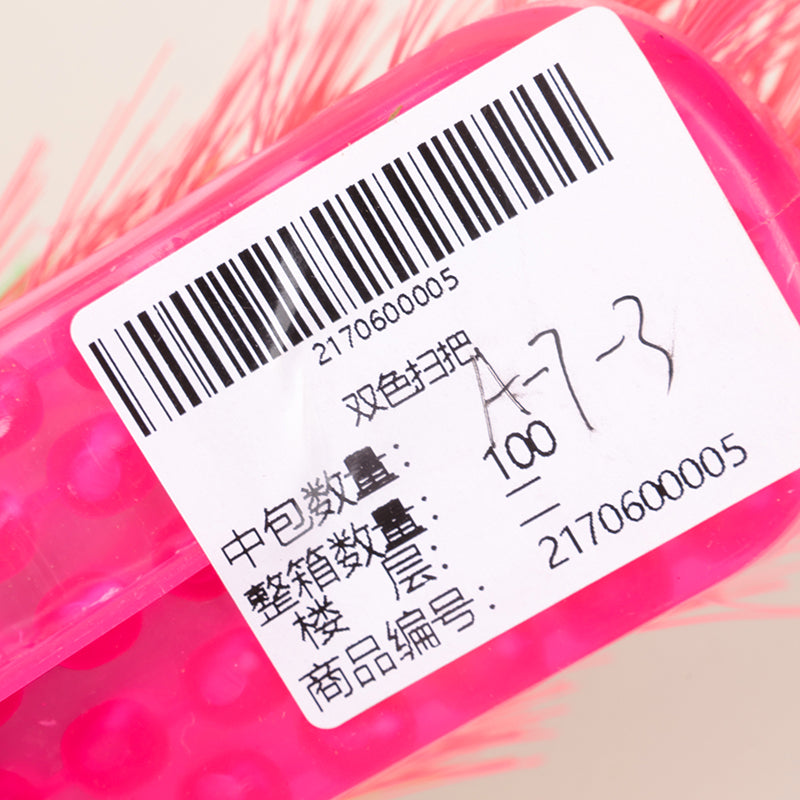 2170600005
双色扫把
A-7-3
中包数量:
整箱数量: 100
楼 层: 二
商品编号: 2170600005